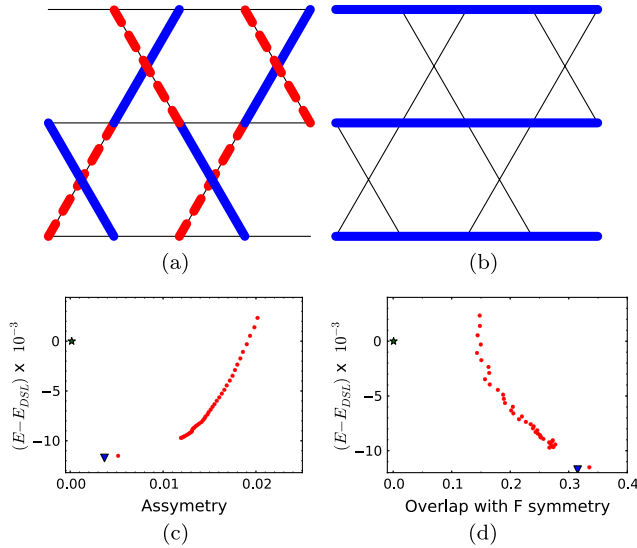 (a)
(b)
(E−E_{DSL}) x 10^{-3}
0
−5
−10
0.00
0.01
0.02
Assymetry
(c)
(E−E_{DSL}) x 10^{-3}
0
−5
−10
0.0
0.1
0.2
0.3
0.4
Overlap with F symmetry
(d)